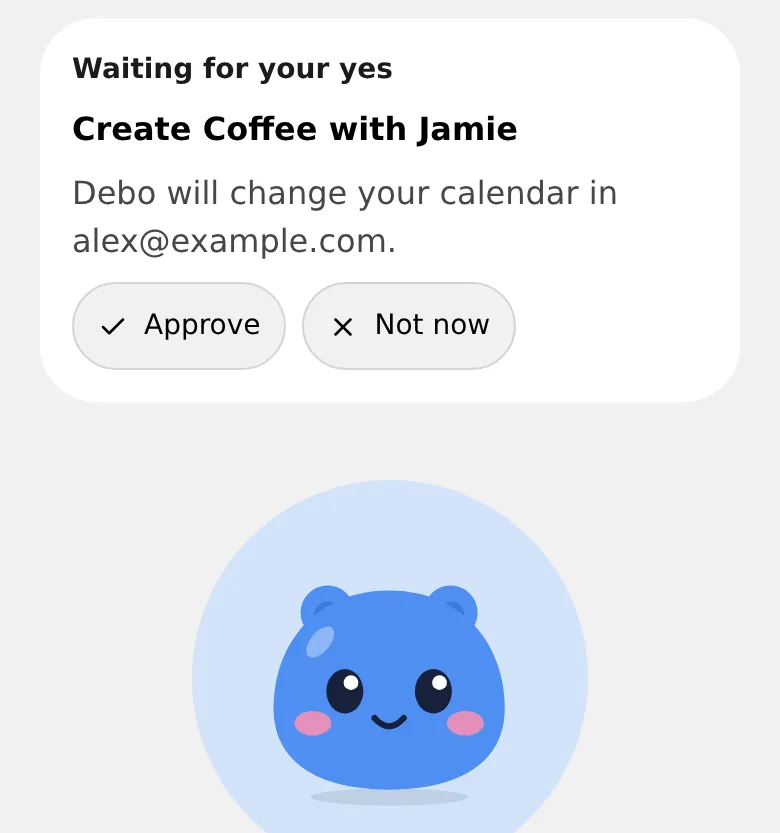 Waiting for your yes
Create Coffee with Jamie
Debo will change your calendar in
alex@example.com.
Approve
Not now